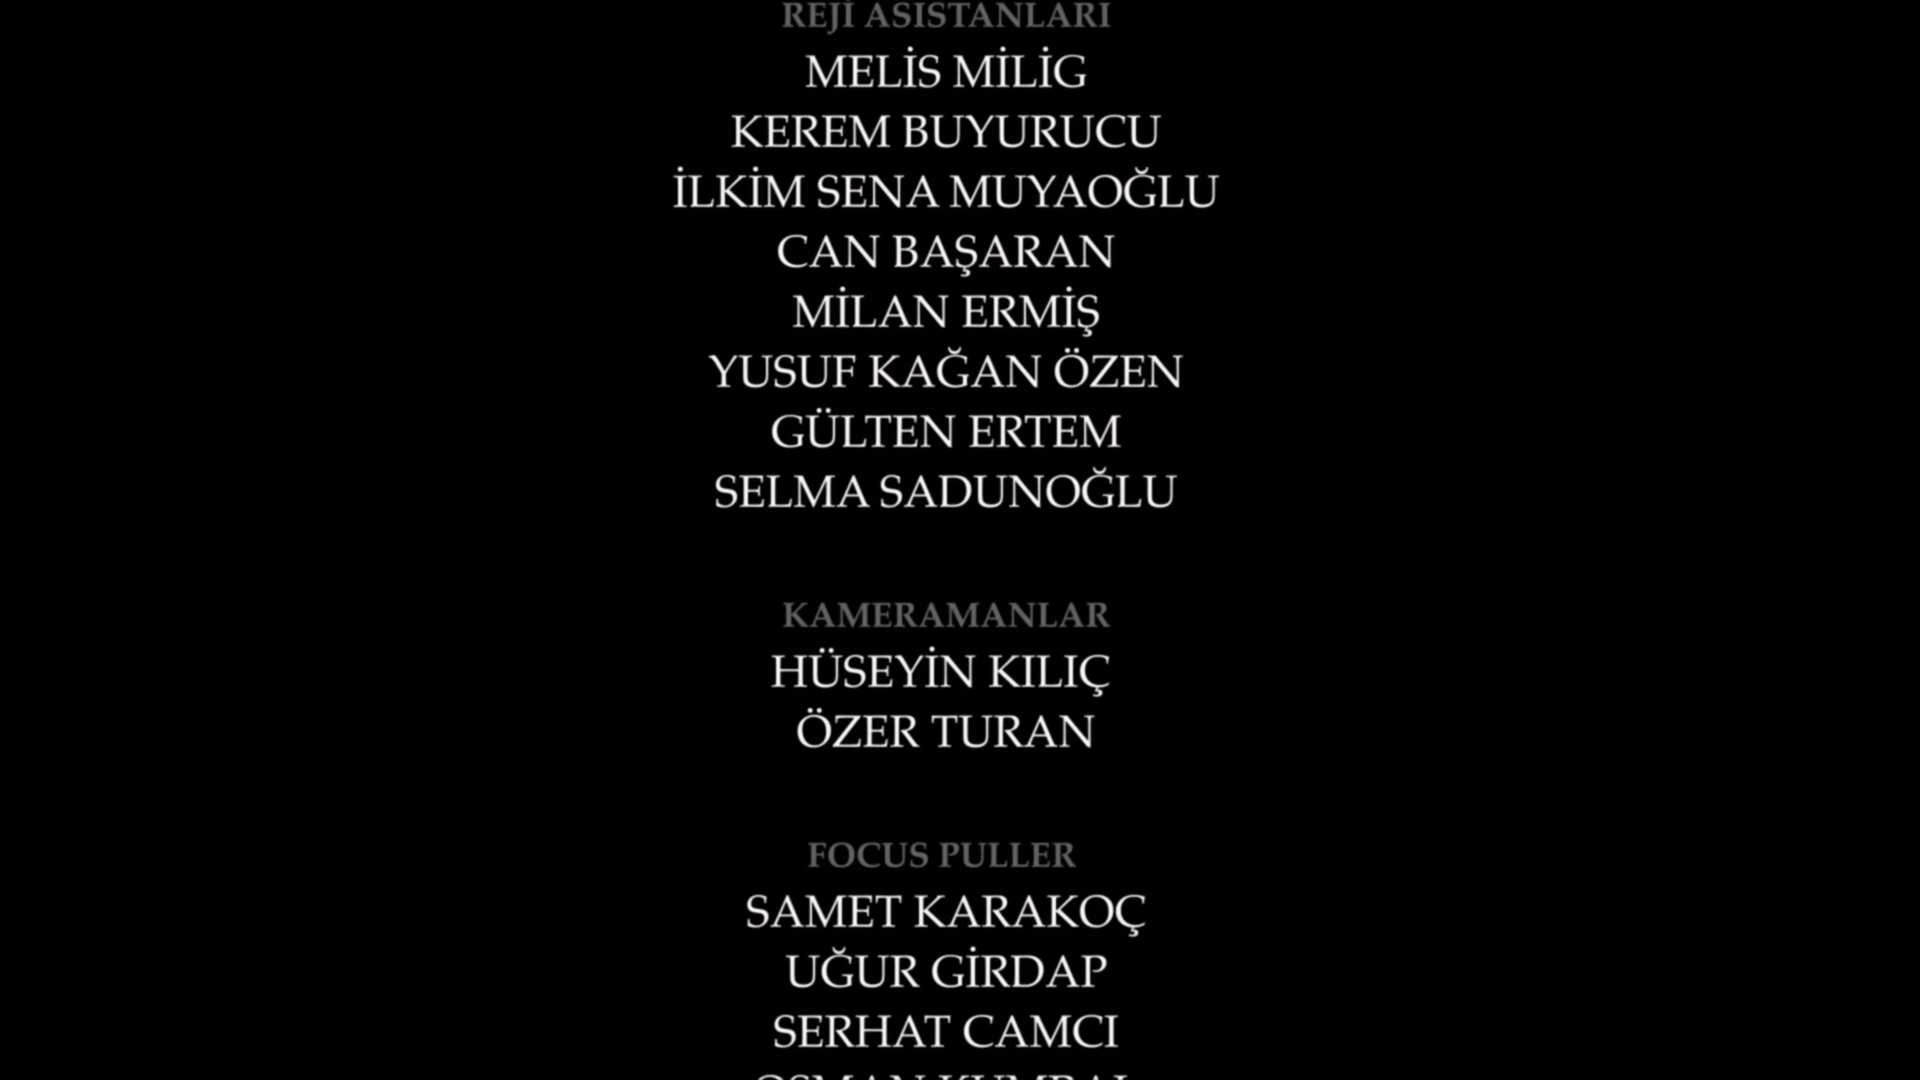 REJİ ASİSTANLARI
MELİS MİLİG
KEREM BUYURUCU
İLKİM SENA MUYAOĞLU
CAN BAŞARAN
MİLAN ERMİŞ
YUSUF KAĞAN ÖZEN
GÜLTEN ERTEM
SELMA SADUNOĞLU
KAMERAMANLAR
HÜSEYİN KILIÇ
ÖZER TURAN
FOCUS PULLER
SAMET KARAKOÇ
UĞUR GİRDAP
SERHAT CAMCI
OSMAN